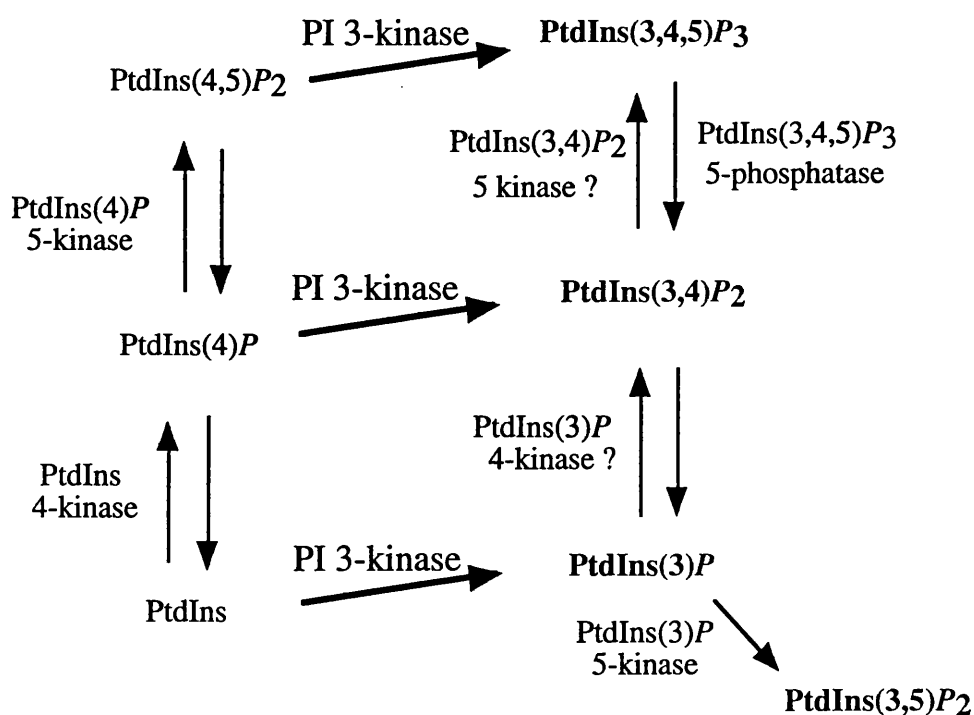 PI 3-kinase
PtdIns(3,4,5)P3
PtdIns(4,5)P2
PtdIns(3,4)P2
5 kinase ?
PtdIns(3,4,5)P3
5-phosphatase
PtdIns(4)P
5-kinase
PI 3-kinase
PtdIns(3,4)P2
PtdIns(4)P
PtdIns(3)P
4-kinase ?
PtdIns
4-kinase
PI 3-kinase
PtdIns(3)P
PtdIns
PtdIns(3)P
5-kinase
PtdIns(3,5)P2